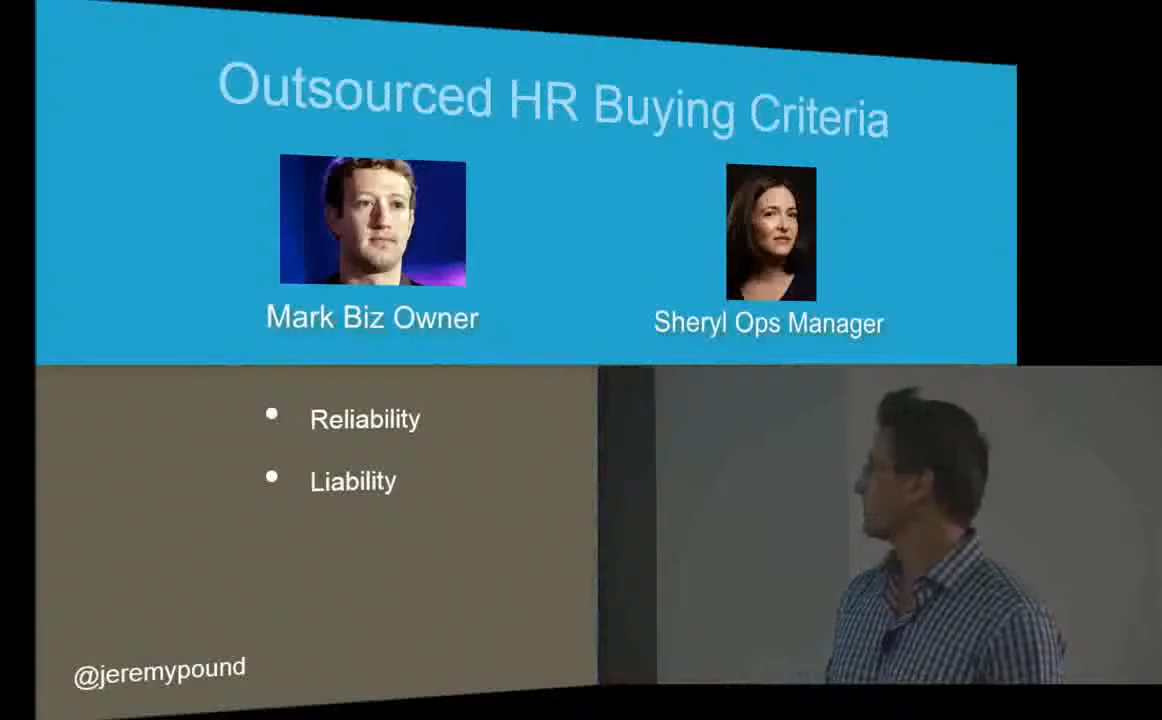 Outsourced HR Buying Criteria
Mark Biz Owner
Sheryl Ops Manager
Reliability
Liability
@jeremypound